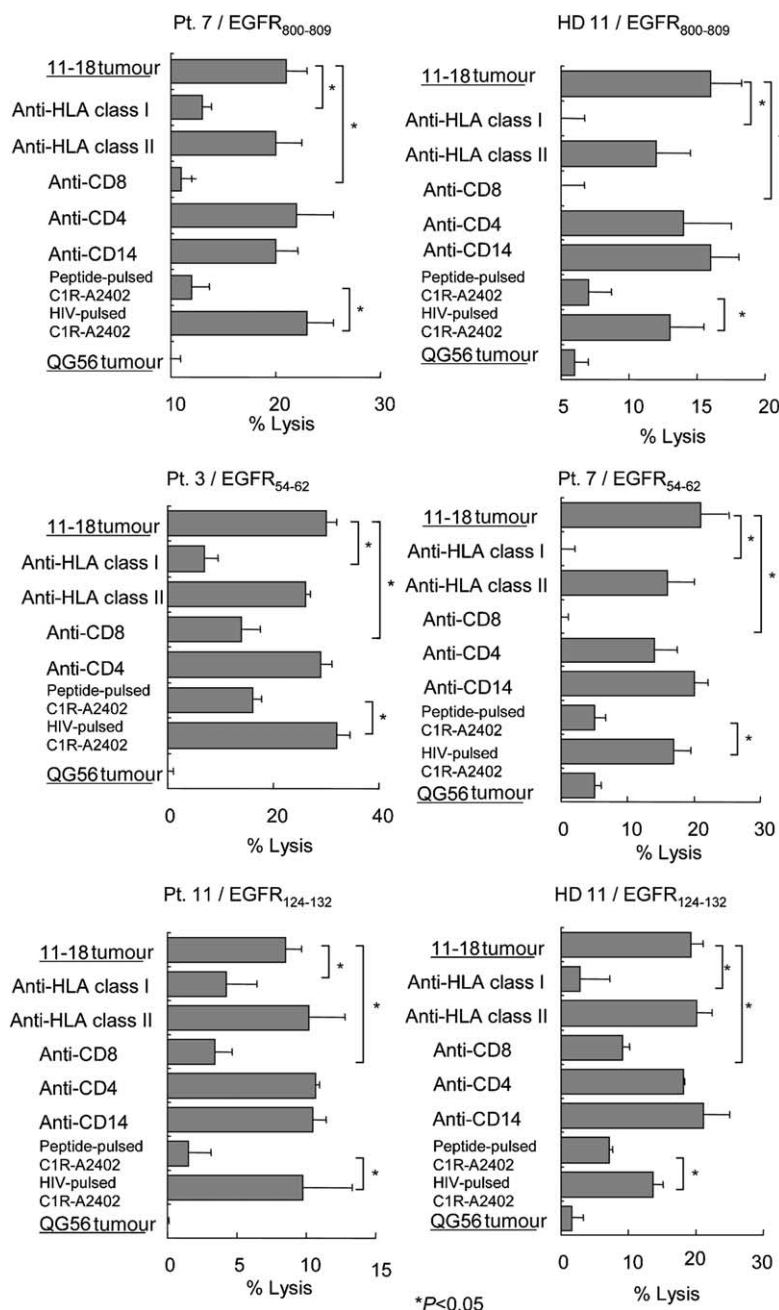 Pt. 7 / EGFR800-809
11-18 tumour
Anti-HLA class I
Anti-HLA class II
Anti-CD8
Anti-CD4
Anti-CD14
Peptide-pulsed
C1R-A2402
HIV-pulsed
C1R-A2402
QG56 tumour
* *
*
10 20 30
% Lysis
HD 11 / EGFR800-809
11-18 tumour
Anti-HLA class I
Anti-HLA class II
Anti-CD8
Anti-CD4
Anti-CD14
Peptide-pulsed
C1R-A2402
HIV-pulsed
C1R-A2402
QG56 tumour
*
*
5 10 15 20
% Lysis
Pt. 3 / EGFR54-62
11-18 tumour
Anti-HLA class I
Anti-HLA class II
Anti-CD8
Anti-CD4
Peptide-pulsed
C1R-A2402
HIV-pulsed
C1R-A2402
QG56 tumour
*
*
*
0 20 40
% Lysis
Pt. 7 / EGFR54-62
11-18 tumour
Anti-HLA class I
Anti-HLA class II
Anti-CD8
Anti-CD4
Anti-CD14
Peptide-pulsed
C1R-A2402
HIV-pulsed
C1R-A2402
QG56 tumour
*
*
*
0 10 20 30
% Lysis
Pt. 11 / EGFR124-132
11-18 tumour
Anti-HLA class I
Anti-HLA class II
Anti-CD8
Anti-CD4
Anti-CD14
Peptide-pulsed
C1R-A2402
HIV-pulsed
C1R-A2402
QG56 tumour
*
*
*
0 5 10 15
% Lysis
HD 11 / EGFR124-132
11-18 tumour
Anti-HLA class I
Anti-HLA class II
Anti-CD8
Anti-CD4
Anti-CD14
Peptide-pulsed
C1R-A2402
HIV-pulsed
C1R-A2402
QG56 tumour
*
*
*
0 10 20 30
% Lysis
*P<0.05